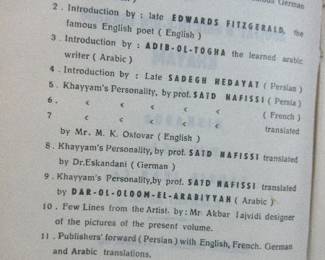 German
2. Introduction by : late EDWARDS FITZGERALD, the
famous English poet ( English )
3. Introduction by : ADIB-OL-TOGHA the learned arabic
writer ( Arabic )
4. Introduction by : Late SADEGH HEDAYAT ( Persian )
5. Khayyam's Personality, by prof. SAID NAFISSI ( Persia )
6. « « « « « ( French )
7 « « « « « translated
by Mr. M. K. Ostovar ( English )
8. Khayyam's Personality, by prof. SAID NAFISSI translated
by Dr.Eskandani ( German )
9. Khayyam's Personality,by prof. SAID NAFISSI translated
by DAR-OL-OLOOM-EL-ARABIYYAH ( Arabic )
10. Few Lines from the Artist: by: Mr Akbar Tajvidi designer
of the pictures of the present volume.
11. Publishers' forward ( Persian ) with English, French. German
and Arabic translations.